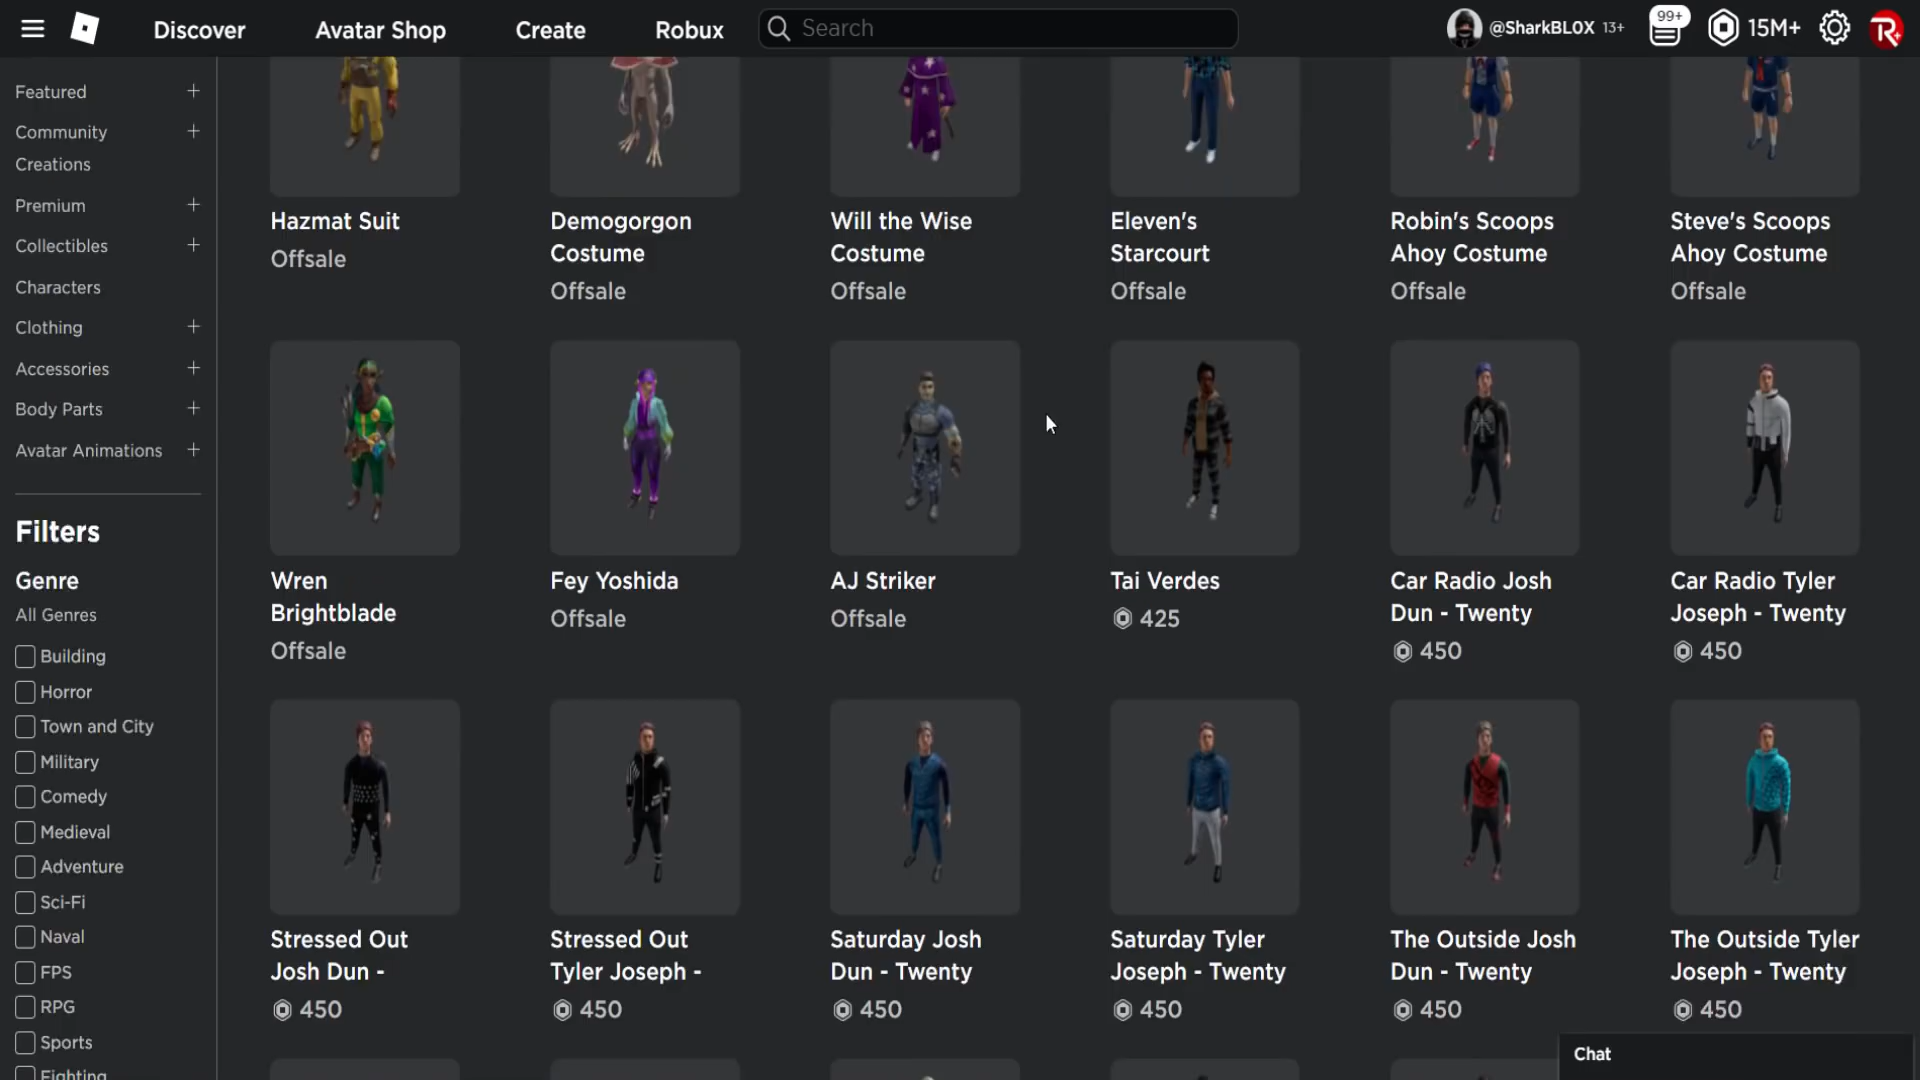 Discover Avatar Shop Create Robux Search @SharkBL0X 13+ 99+ 15M+
Featured +
Community +
Creations
Premium +
Collectibles +
Characters
Clothing +
Accessories +
Body Parts +
Avatar Animations +
Filters
Genre
All Genres
Building
Horror
Town and City
Military
Comedy
Medieval
Adventure
Sci-Fi
Naval
FPS
RPG
Sports
Fighting
Hazmat Suit
Offsale
Demogorgon
Costume
Offsale
Will the Wise
Costume
Offsale
Eleven's
Starcourt
Offsale
Robin's Scoops
Ahoy Costume
Offsale
Steve's Scoops
Ahoy Costume
Offsale
Wren
Brightblade
Offsale
Fey Yoshida
Offsale
AJ Striker
Offsale
Tai Verdes
425
Car Radio Josh
Dun - Twenty
450
Car Radio Tyler
Joseph - Twenty
450
Stressed Out
Josh Dun -
450
Stressed Out
Tyler Joseph -
450
Saturday Josh
Dun - Twenty
450
Saturday Tyler
Joseph - Twenty
450
The Outside Josh
Dun - Twenty
450
The Outside Tyler
Joseph - Twenty
450
Chat